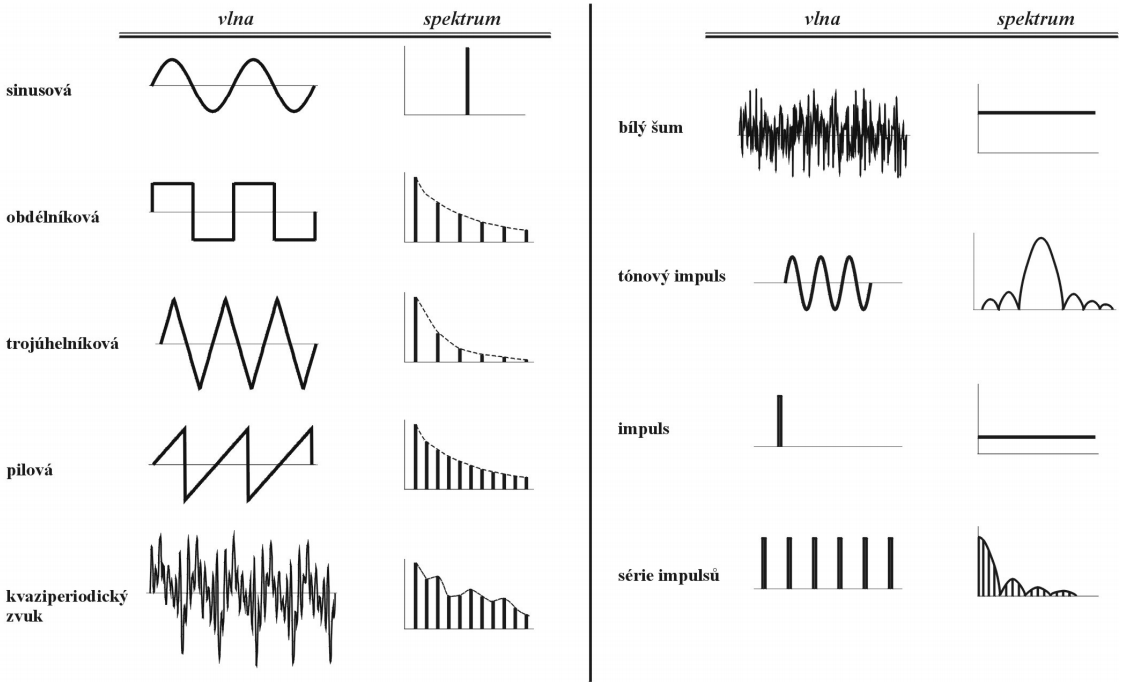 vlna spektrum
sinusová
obdélníková
trojúhelníková
pilová
kvaziperiodický
zvuk
vlna spektrum
bílý šum
tónový impuls
impuls
série impulsů